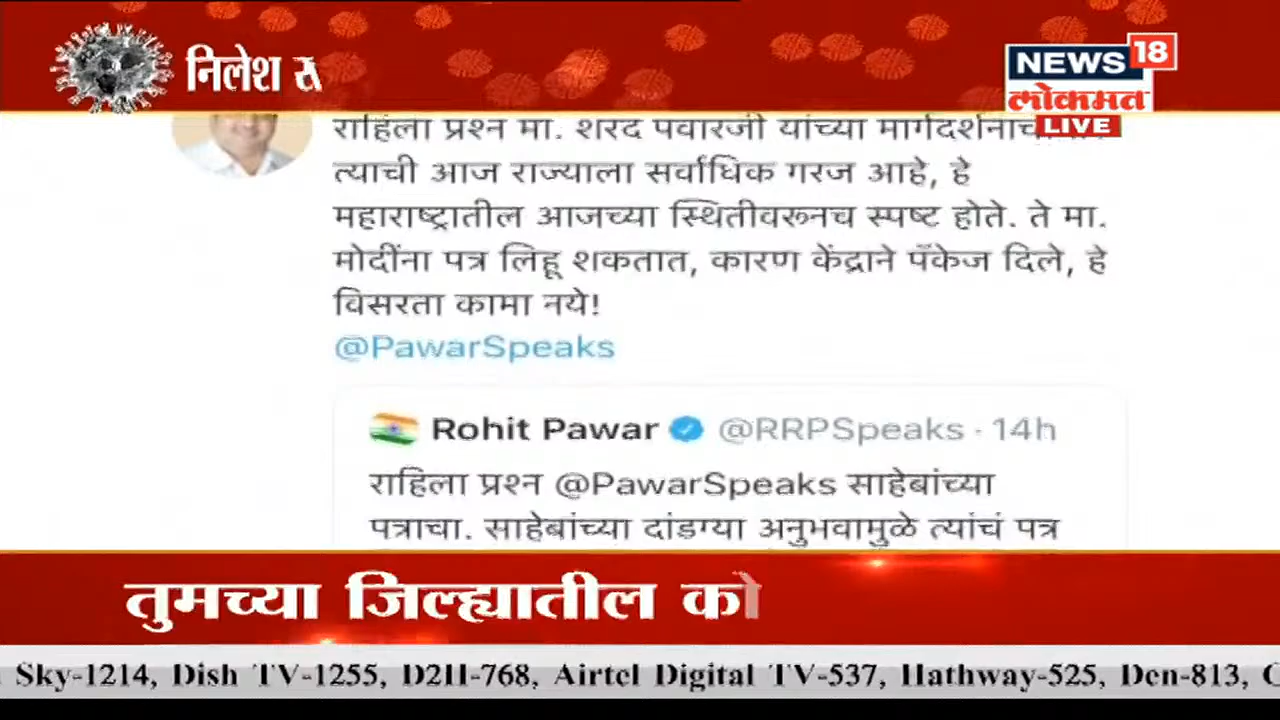 निलेश
NEWS 18
लोकमत
LIVE
राहिला प्रश्न मा. शरद पवारजी यांच्या
त्याची आज राज्याला सर्वाधिक गरज आहे, हे
महाराष्ट्रातील आजच्या स्थितीवरूनच स्पष्ट होते. ते मा.
मोदींना पत्र लिहू शकतात, कारण केंद्राने पॅकेज दिले, हे
विसरता कामा नये!
@PawarSpeaks
Rohit Pawar @RRPSpeaks · 14h
राहिला प्रश्न @PawarSpeaks साहेबांच्या
पत्राचा. साहेबांच्या दांडग्या अनुभवामुळे त्यांचं पत्र
तुमच्या जिल्ह्यातील को
Sky-1214, Dish TV-1255, D2H-768, Airtel Digital TV-537, Hathway-525, Den-813,